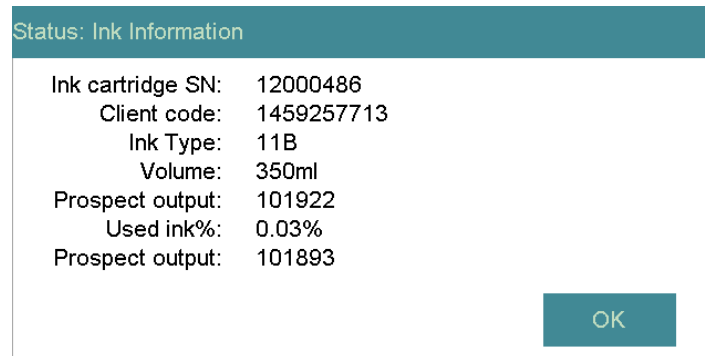 Status: Ink Information
Ink cartridge SN: 12000486
Client code: 1459257713
Ink Type: 11B
Volume: 350ml
Prospect output: 101922
Used ink%: 0.03%
Prospect output: 101893
OK